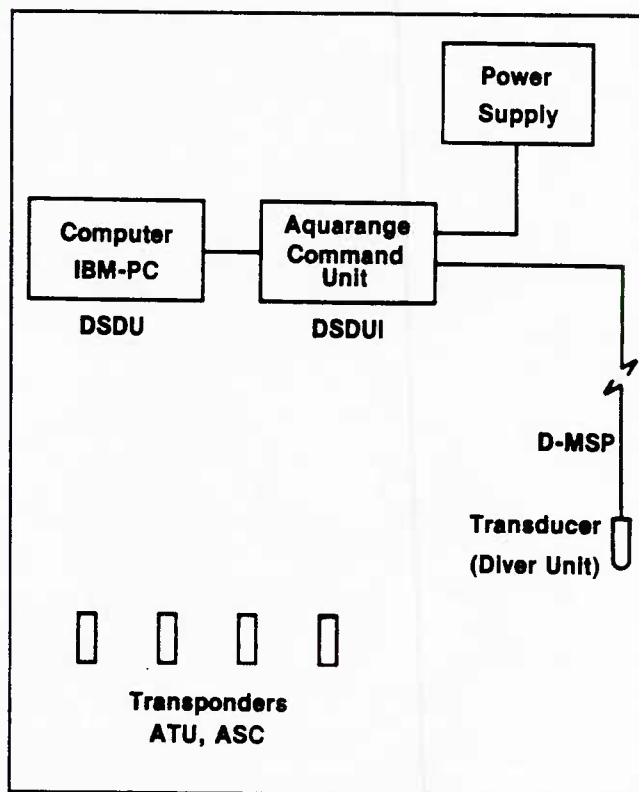 Power
Supply
Computer
IBM-PC
Aquarange
Command
Unit
DSDU
DSDUI
D-MSP
Transducer
(Diver Unit)
Transponders
ATU, ASC